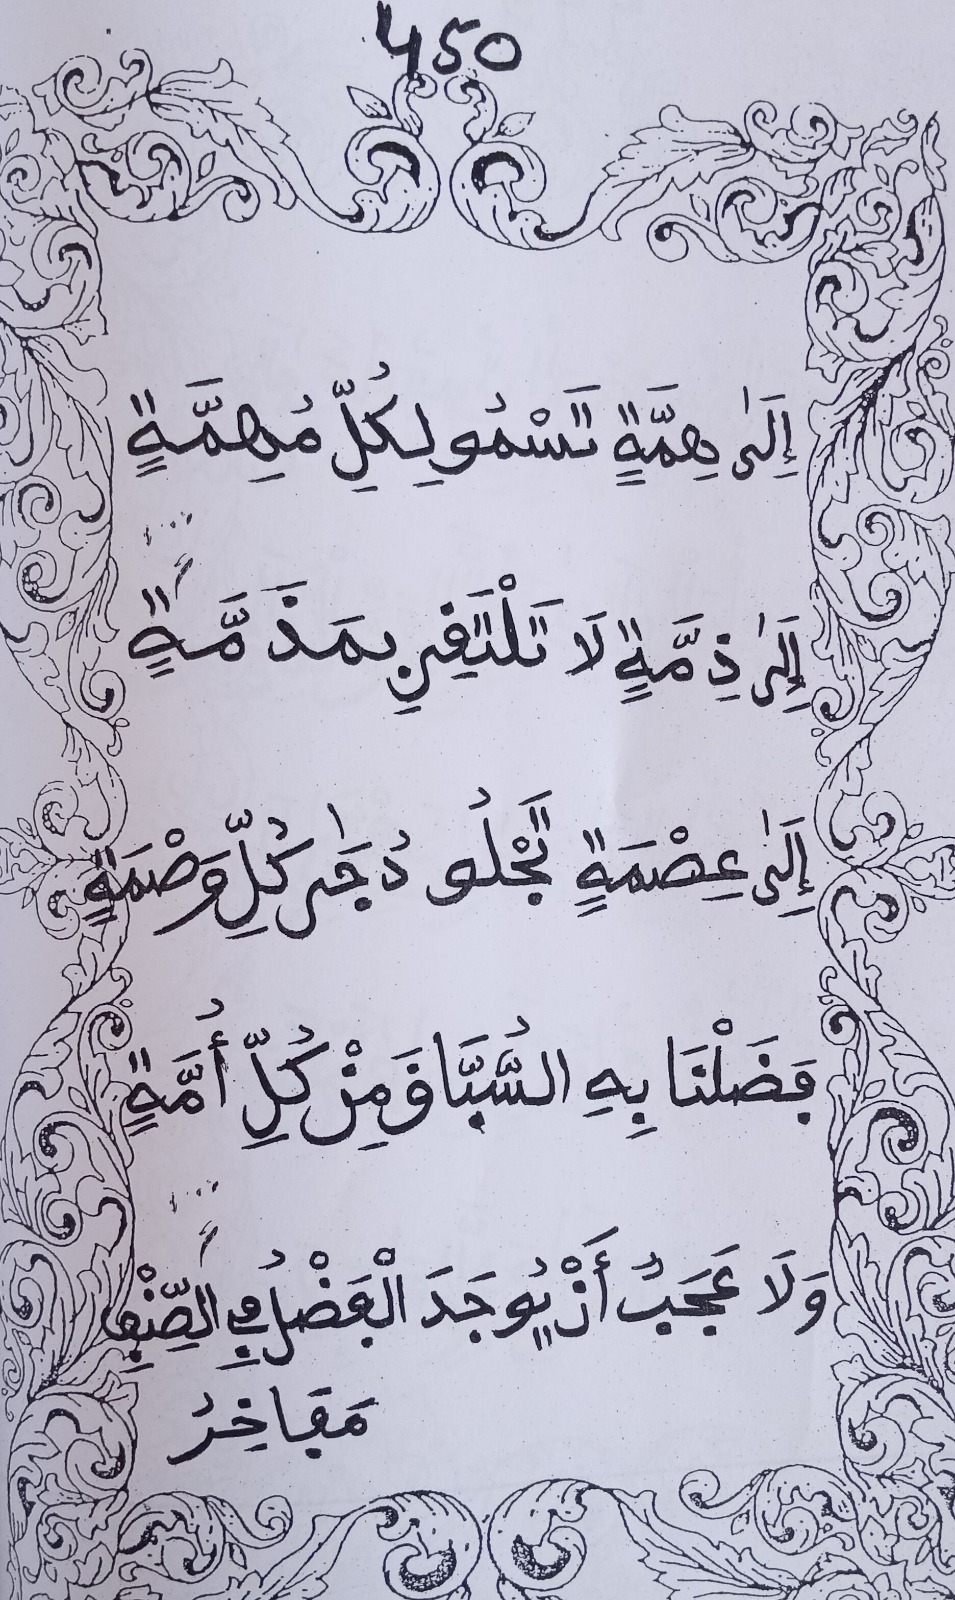 450
إِلَىٰ هِمَّةٍ تَسْمُو لِكُلِّ مُهِمَّةٍ
إِلَىٰ ذِمَّةٍ لَا تَلْتَقِي بِمَذَمَّةٍ
إِلَىٰ عِصْمَةٍ تَجْلُو دُجَىٰ كُلِّ وَصْمَةٍ
فَضَلْنَا بِهِ السُّبَّاقَ مِنْ كُلِّ أُمَّةٍ
وَلَا عَجَبٌ أَنْ يُوجَدَ الْفَضْلُ فِي الصِّنْفِ
مَفَاخِرُ